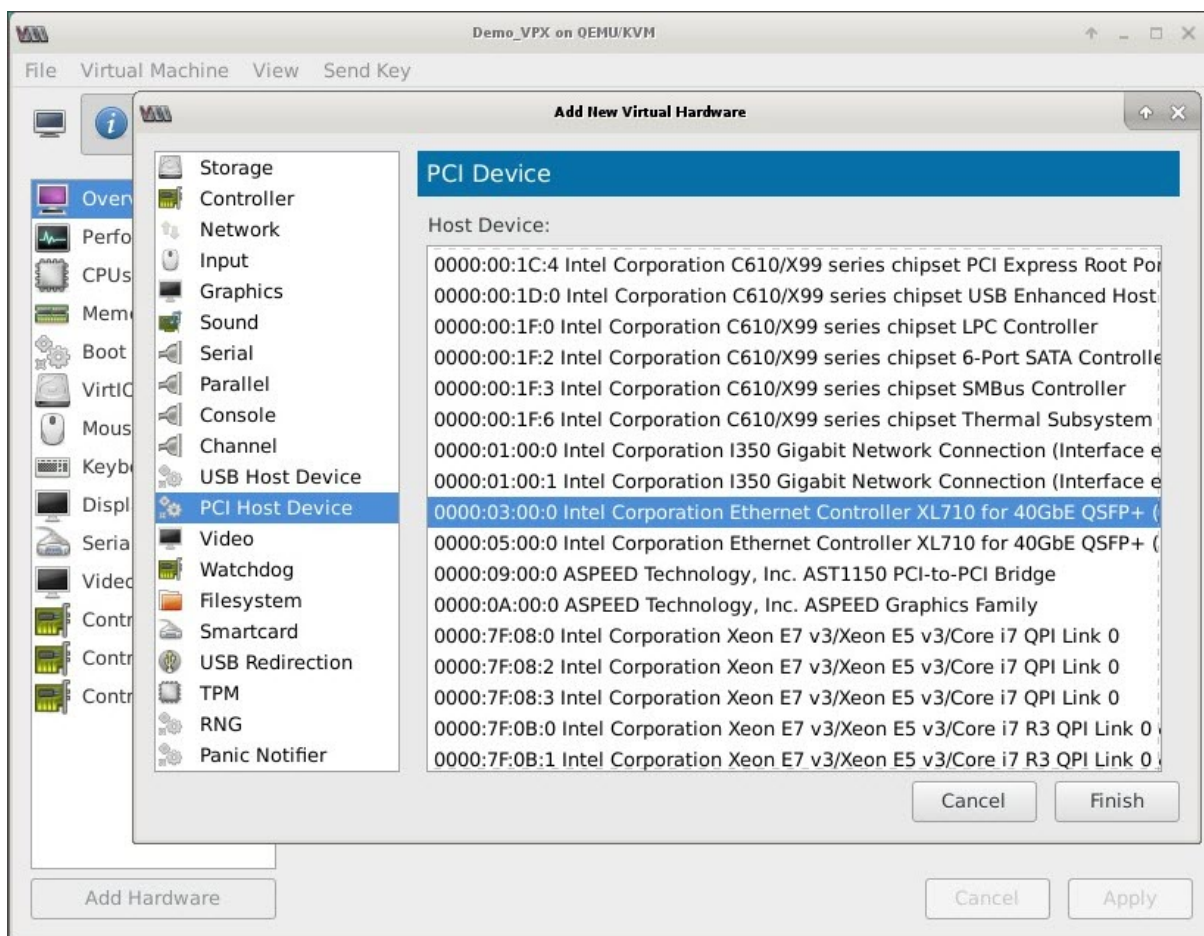 Demo_VPX on QEMU/KVM
File Virtual Machine View Send Key
Add New Virtual Hardware
Overv
Perfo
CPUs
Mem
Boot
VirtIO
Mous
Keyb
Displ
Seria
Video
Contr
Contr
Contr
Storage
Controller
Network
Input
Graphics
Sound
Serial
Parallel
Console
Channel
USB Host Device
PCI Host Device
Video
Watchdog
Filesystem
Smartcard
USB Redirection
TPM
RNG
Panic Notifier
PCI Device
Host Device:
0000:00:1C:4 Intel Corporation C610/X99 series chipset PCI Express Root Por
0000:00:1D:0 Intel Corporation C610/X99 series chipset USB Enhanced Host
0000:00:1F:0 Intel Corporation C610/X99 series chipset LPC Controller
0000:00:1F:2 Intel Corporation C610/X99 series chipset 6-Port SATA Controlle
0000:00:1F:3 Intel Corporation C610/X99 series chipset SMBus Controller
0000:00:1F:6 Intel Corporation C610/X99 series chipset Thermal Subsystem
0000:01:00:0 Intel Corporation I350 Gigabit Network Connection (Interface e
0000:01:00:1 Intel Corporation I350 Gigabit Network Connection (Interface e
0000:03:00:0 Intel Corporation Ethernet Controller XL710 for 40GbE QSFP+ (
0000:05:00:0 Intel Corporation Ethernet Controller XL710 for 40GbE QSFP+ (
0000:09:00:0 ASPEED Technology, Inc. AST1150 PCI-to-PCI Bridge
0000:0A:00:0 ASPEED Technology, Inc. ASPEED Graphics Family
0000:7F:08:0 Intel Corporation Xeon E7 v3/Xeon E5 v3/Core i7 QPI Link 0
0000:7F:08:2 Intel Corporation Xeon E7 v3/Xeon E5 v3/Core i7 QPI Link 0
0000:7F:08:3 Intel Corporation Xeon E7 v3/Xeon E5 v3/Core i7 QPI Link 0
0000:7F:0B:0 Intel Corporation Xeon E7 v3/Xeon E5 v3/Core i7 R3 QPI Link 0
0000:7F:0B:1 Intel Corporation Xeon E7 v3/Xeon E5 v3/Core i7 R3 QPI Link 0
Cancel Finish
Add Hardware
Cancel Apply